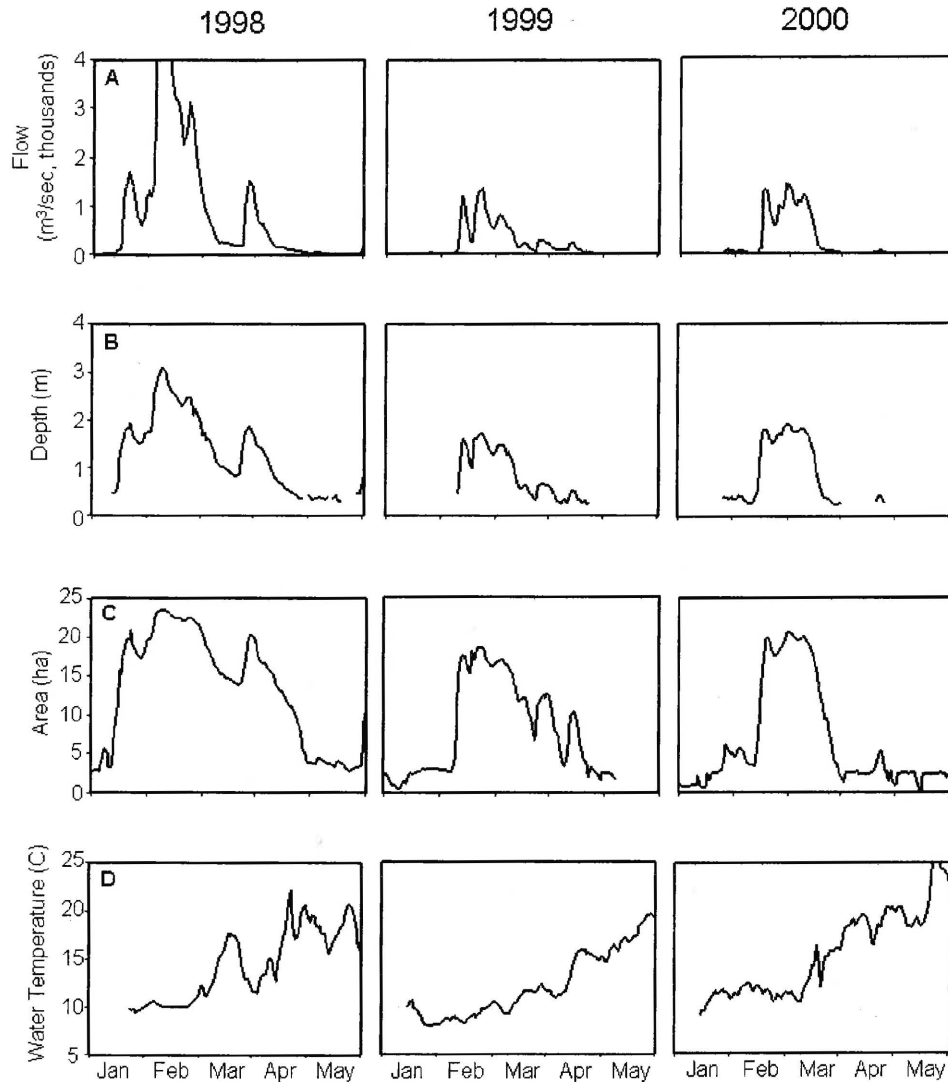 1998 1999 2000
A
Flow
(m³/sec, thousands)
4
3
2
1
0
B
Depth (m)
4
3
2
1
0
C
Area (ha)
25
20
15
10
5
0
D
Water Temperature (C)
25
20
15
10
5
Jan Feb Mar Apr May Jan Feb Mar Apr May Jan Feb Mar Apr May